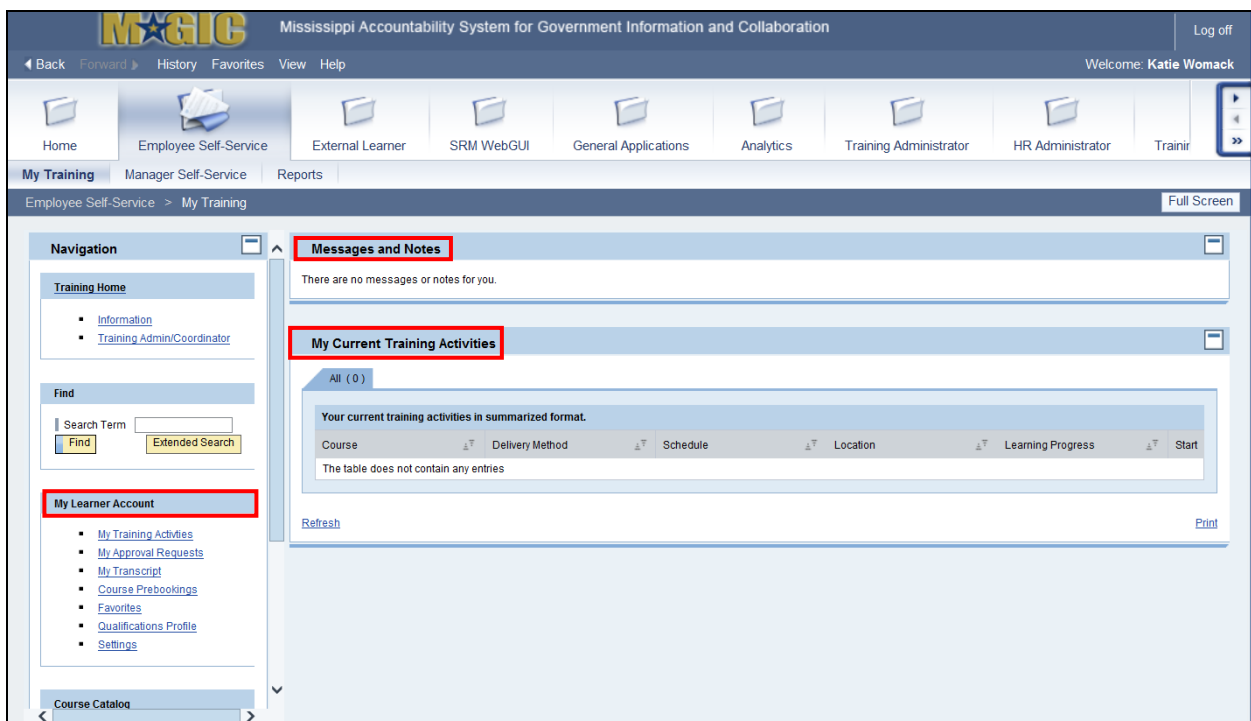 MAGIC Mississippi Accountability System for Government Information and Collaboration Log off
Back Forward History Favorites View Help Welcome: Katie Womack
Home Employee Self-Service External Learner SRM WebGUI General Applications Analytics Training Administrator HR Administrator Trainin
My Training Manager Self-Service Reports
Employee Self-Service > My Training Full Screen
Navigation
Training Home
Information
Training Admin/Coordinator
Find
Search Term
Find Extended Search
My Learner Account
My Training Activties
My Approval Requests
My Transcript
Course Prebookings
Favorites
Qualifications Profile
Settings
Course Catalog
Messages and Notes
There are no messages or notes for you.
My Current Training Activities
All ( 0 )
Your current training activities in summarized format.
Course Delivery Method Schedule Location Learning Progress Start
The table does not contain any entries
Refresh Print